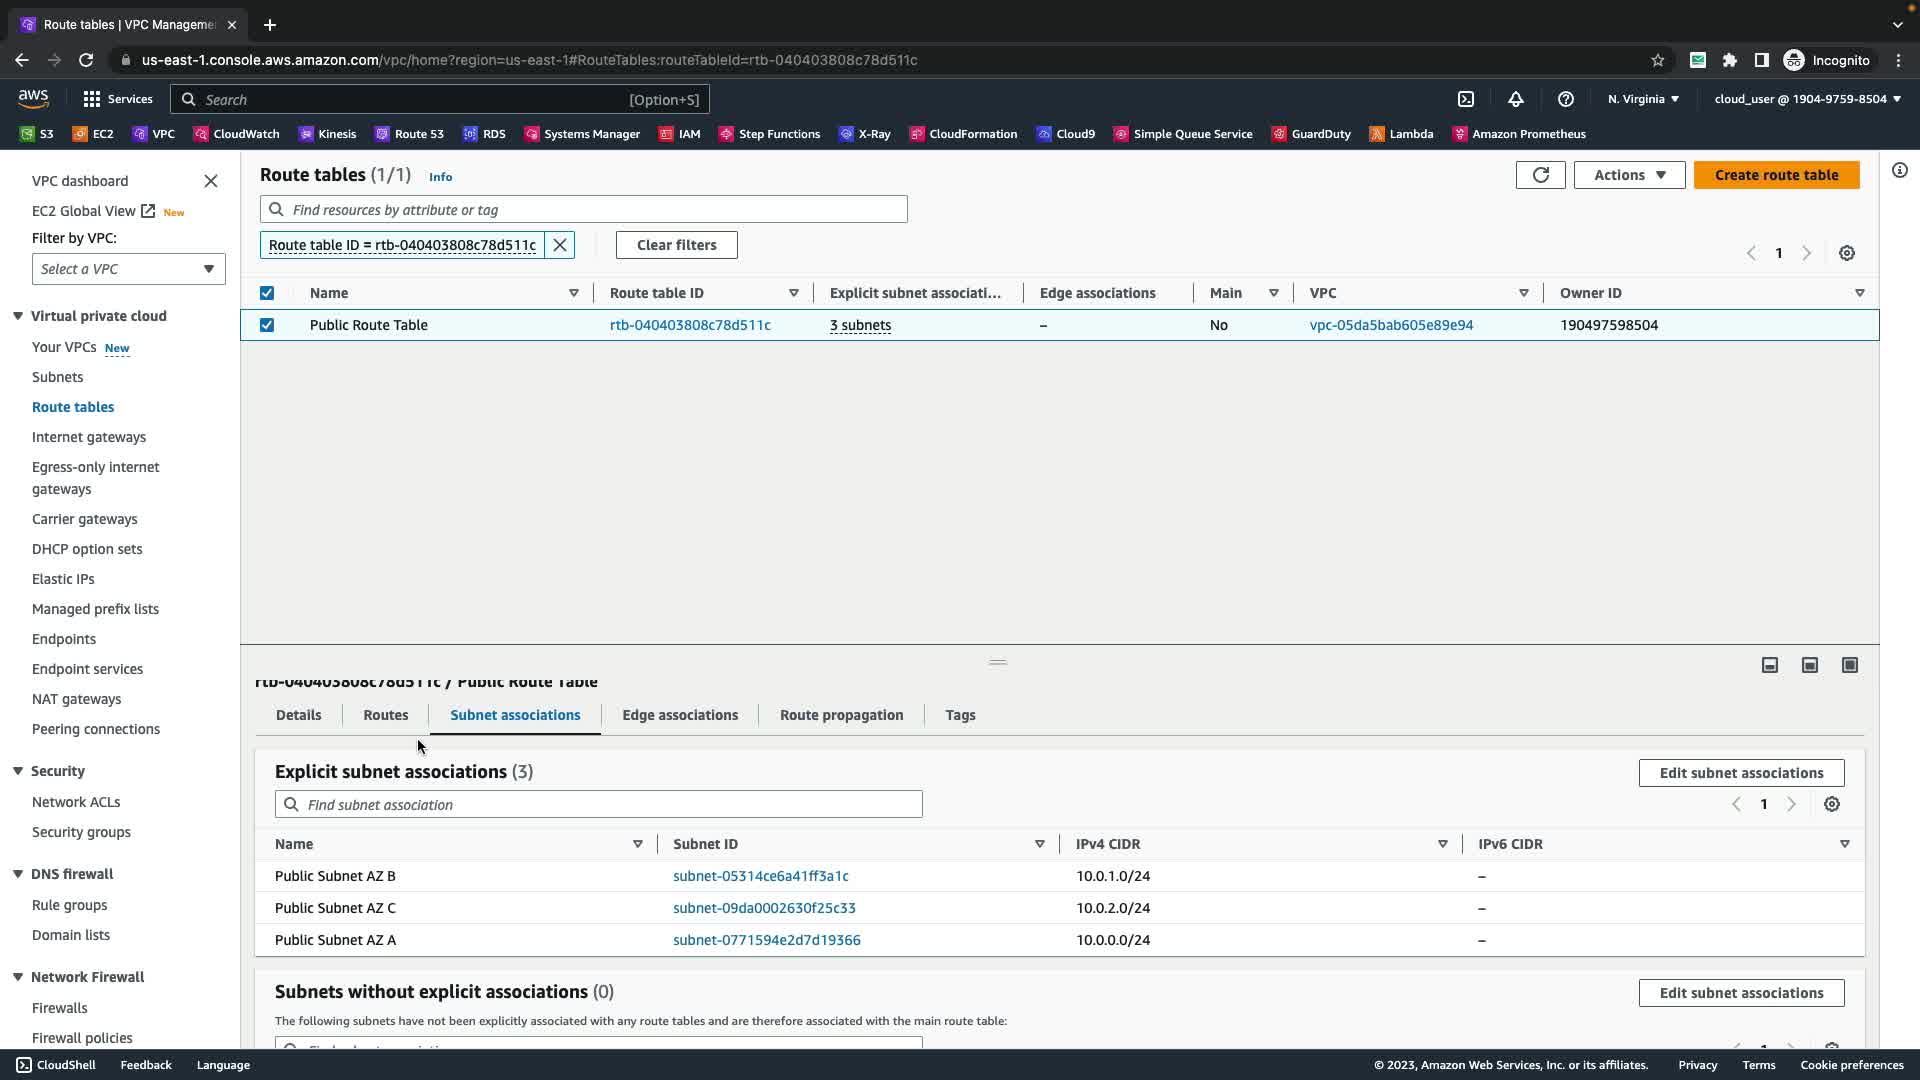 Route tables | VPC Manageme
us-east-1.console.aws.amazon.com/vpc/home?region=us-east-1#RouteTables:routeTableId=rtb-040403808c78d511c
Incognito
aws
Services
Search
[Option+S]
N. Virginia
cloud_user @ 1904-9759-8504
S3
EC2
VPC
CloudWatch
Kinesis
Route 53
RDS
Systems Manager
IAM
Step Functions
X-Ray
CloudFormation
Cloud9
Simple Queue Service
GuardDuty
Lambda
Amazon Prometheus
VPC dashboard
EC2 Global View New
Filter by VPC:
Select a VPC
Virtual private cloud
Your VPCs New
Subnets
Route tables
Internet gateways
Egress-only internet
gateways
Carrier gateways
DHCP option sets
Elastic IPs
Managed prefix lists
Endpoints
Endpoint services
NAT gateways
Peering connections
Security
Network ACLs
Security groups
DNS firewall
Rule groups
Domain lists
Network Firewall
Firewalls
Firewall policies
Route tables (1/1) Info
Actions
Create route table
Find resources by attribute or tag
Route table ID = rtb-040403808c78d511c
Clear filters
1
Name
Route table ID
Explicit subnet associati...
Edge associations
Main
VPC
Owner ID
Public Route Table
rtb-040403808c78d511c
3 subnets
–
No
vpc-05da5bab605e89e94
190497598504
rtb-040403808c78d511c / Public Route Table
Details
Routes
Subnet associations
Edge associations
Route propagation
Tags
Explicit subnet associations (3)
Edit subnet associations
Find subnet association
1
Name
Subnet ID
IPv4 CIDR
IPv6 CIDR
Public Subnet AZ B
subnet-05314ce6a41ff3a1c
10.0.1.0/24
–
Public Subnet AZ C
subnet-09da0002630f25c33
10.0.2.0/24
–
Public Subnet AZ A
subnet-0771594e2d7d19366
10.0.0.0/24
–
Subnets without explicit associations (0)
Edit subnet associations
The following subnets have not been explicitly associated with any route tables and are therefore associated with the main route table:
CloudShell
Feedback
Language
© 2023, Amazon Web Services, Inc. or its affiliates.
Privacy
Terms
Cookie preferences